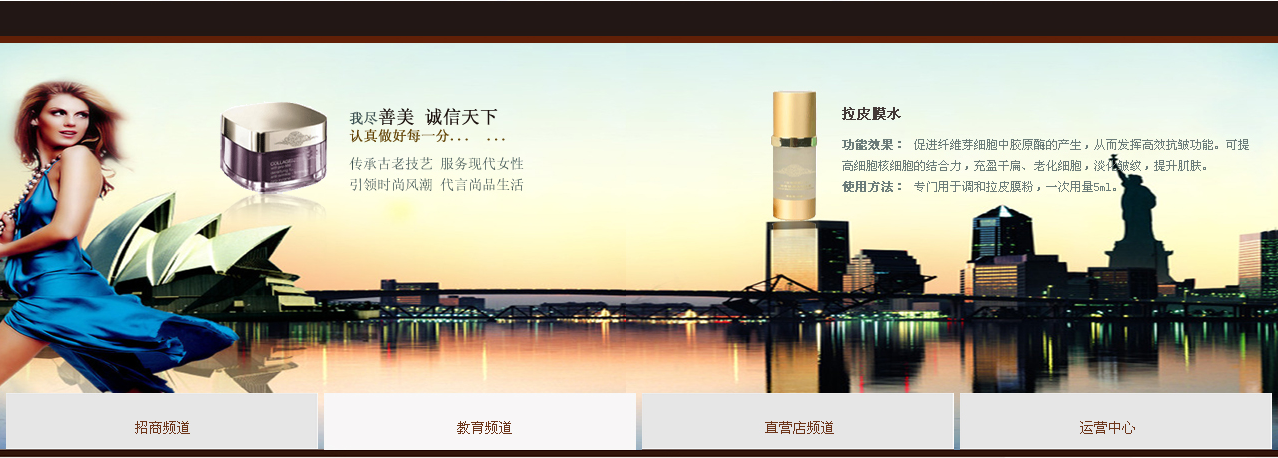 我尽善美 诚信天下
认真做好每一分... ...
传承古老技艺 服务现代女性
引领时尚风潮 代言尚品生活
COLLAGEN
拉皮膜水
功能效果： 促进纤维芽细胞中胶原酶的产生，从而发挥高效抗皱功能。可提
高细胞核细胞的结合力，充盈干扁、老化细胞，淡化皱纹，提升肌肤。
使用方法： 专门用于调和拉皮膜粉，一次用量5ml。
招商频道
教育频道
直营店频道
运营中心